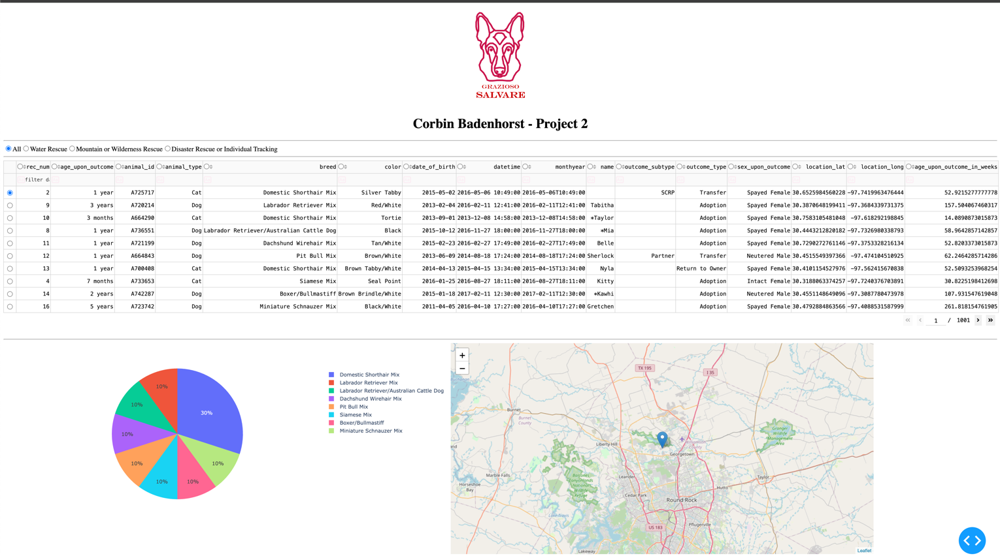 GRAZIOSO
SALVARE
Corbin Badenhorst - Project 2
All Water Rescue Mountain or Wilderness Rescue Disaster Rescue or Individual Tracking
rec_num age_upon_outcome animal_id animal_type breed color date_of_birth datetime monthyear name outcome_subtype outcome_type sex_upon_outcome location_lat location_long age_upon_outcome_in_weeks
filter d
2 1 year A725717 Cat Domestic Shorthair Mix Silver Tabby 2015-05-02 2016-05-06 10:49:00 2016-05-06T10:49:00 SCRP Transfer Spayed Female 30.6525984560228 -97.7419963476444 52.9215277777778
9 3 years A720214 Dog Labrador Retriever Mix Red/White 2013-02-04 2016-02-11 12:41:00 2016-02-11T12:41:00 Tabitha Adoption Spayed Female 30.3870648199411 -97.3684339731375 157.504067460317
10 3 months A664290 Cat Domestic Shorthair Mix Tortie 2013-09-01 2013-12-08 14:58:00 2013-12-08T14:58:00 *Taylor Adoption Spayed Female 30.7583105481048 -97.618292198845 14.0890873015873
8 1 year A736551 Dog Labrador Retriever/Australian Cattle Dog Black 2015-10-12 2016-11-27 18:00:00 2016-11-27T18:00:00 *Mia Adoption Spayed Female 30.4443212820182 -97.7326980338793 58.9642857142857
11 1 year A721199 Dog Dachshund Wirehair Mix Tan/White 2015-02-23 2016-02-27 17:49:00 2016-02-27T17:49:00 Belle Adoption Spayed Female 30.7290272761146 -97.3753328216134 52.8203373015873
12 1 year A664843 Dog Pit Bull Mix Brown/White 2013-06-09 2014-08-18 17:24:00 2014-08-18T17:24:00 Sherlock Partner Transfer Neutered Male 30.4515549397366 -97.474104510925 62.2464285714286
13 1 year A700408 Cat Domestic Shorthair Mix Brown Tabby/White 2014-04-13 2015-04-15 13:34:00 2015-04-15T13:34:00 Nyla Return to Owner Spayed Female 30.4101154527976 -97.562415670838 52.5093253968254
4 7 months A733653 Cat Siamese Mix Seal Point 2016-01-25 2016-08-27 18:11:00 2016-08-27T18:11:00 Kitty Adoption Intact Female 30.3188063374257 -97.7240376703891 30.8225198412698
14 2 years A742287 Dog Boxer/Bullmastiff Brown Brindle/White 2015-01-18 2017-02-11 12:30:00 2017-02-11T12:30:00 *Kawhi Adoption Neutered Male 30.4551148649096 -97.3087780473978 107.931547619048
16 5 years A723742 Dog Miniature Schnauzer Mix Black/White 2011-04-05 2016-04-10 17:27:00 2016-04-10T17:27:00 Gretchen Adoption Spayed Female 30.4792884863566 -97.4088531587999 261.818154761905
1 / 1001
30%
10%
10%
10%
10%
10%
10%
10%
Domestic Shorthair Mix
Labrador Retriever Mix
Labrador Retriever/Australian Cattle Dog
Dachshund Wirehair Mix
Pit Bull Mix
Siamese Mix
Boxer/Bullmastiff
Miniature Schnauzer Mix
+
−
TX 195
I 35
Burnet
Burnet
County
Granger
Wildlife
Management
Area
Liberty Hill
Williamson
County
Georgetown
Marble Falls
Horseshoe
Bay
Balcones
Canyonlands
National
Wildlife
Refuge
Leander
Taylor
Hutto
Cedar Park
Round Rock
Lake Travis
US 183
Pflugerville
Lakeway
Leaflet